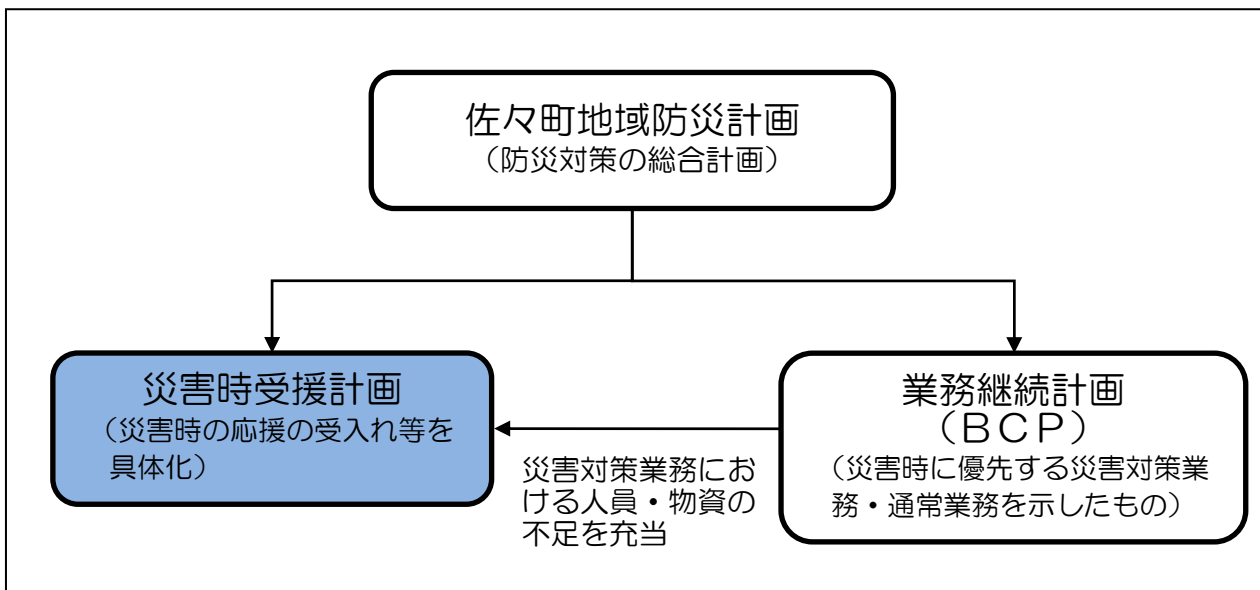 佐々町地域防災計画
（防災対策の総合計画）
災害時受援計画
（災害時の応援の受入れ等を
具体化）
災害対策業務にお
ける人員・物資の
不足を充当
業務継続計画
（ＢＣＰ）
（災害時に優先する災害対策業
務・通常業務を示したもの）